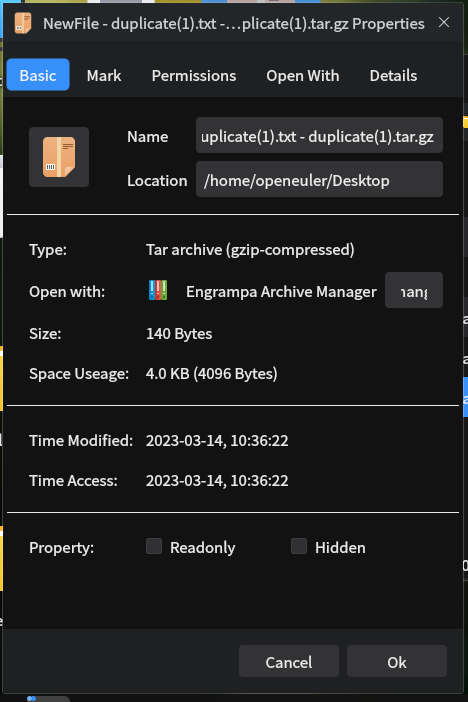 NewFile - duplicate(1).txt -...plicate(1).tar.gz Properties
Basic Mark Permissions Open With Details
Name uplicate(1).txt - duplicate(1).tar.gz
Location /home/openeuler/Desktop
Type: Tar archive (gzip-compressed)
Open with: Engrampa Archive Manager hang
Size: 140 Bytes
Space Useage: 4.0 KB (4096 Bytes)
Time Modified: 2023-03-14, 10:36:22
Time Access: 2023-03-14, 10:36:22
Property: Readonly Hidden
Cancel Ok